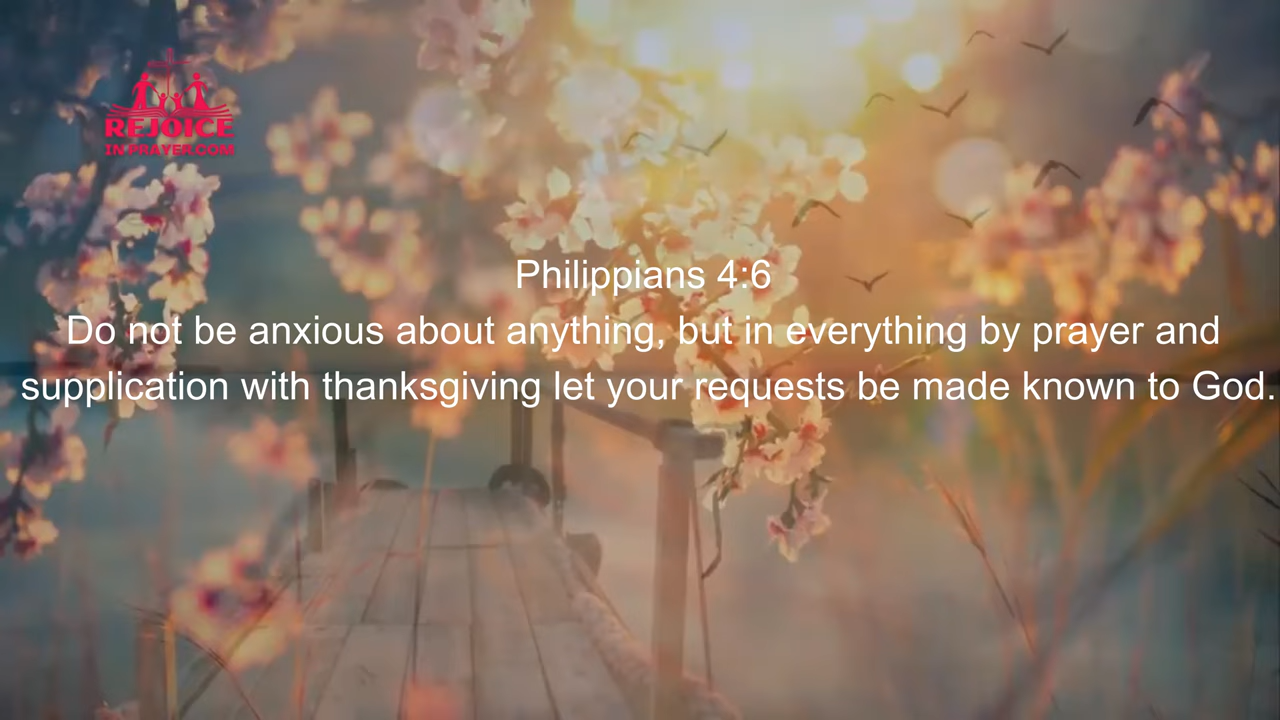 REJOICE
IN PRAYER.COM
Philippians 4:6
Do not be anxious about anything, but in everything by prayer and
supplication with thanksgiving let your requests be made known to God.